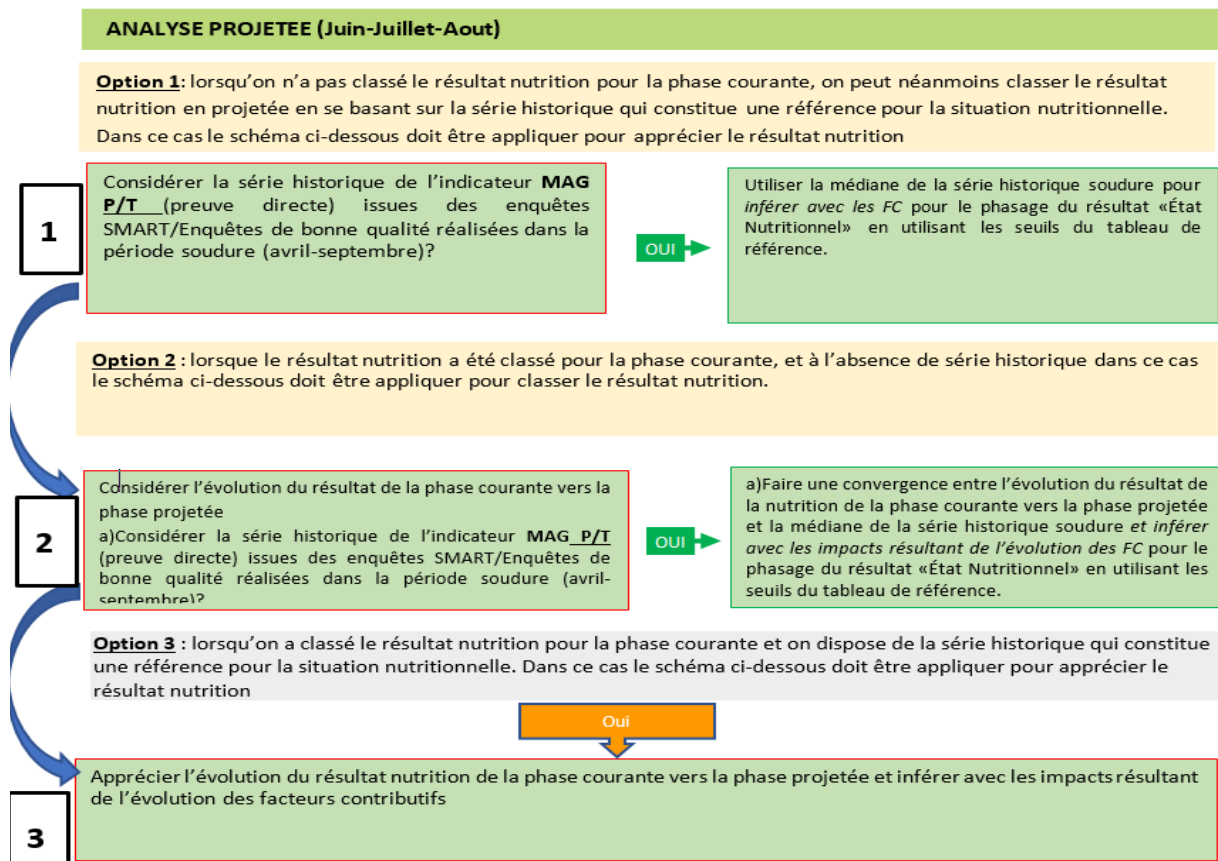 ANALYSE PROJETEE (Juin-Juillet-Aout)
Option 1: lorsqu'on n'a pas classé le résultat nutrition pour la phase courante, on peut néanmoins classer le résultat
nutrition en projetée en se basant sur la série historique qui constitue une référence pour la situation nutritionnelle.
Dans ce cas le schéma ci-dessous doit être appliquer pour apprécier le résultat nutrition
1
Considérer la série historique de l'indicateur MAG
P/T (preuve directe) issues des enquêtes
SMART/Enquêtes de bonne qualité réalisées dans la
période soudure (avril-septembre)?
OUI
Utiliser la médiane de la série historique soudure pour
inférer avec les FC pour le phasage du résultat «État
Nutritionnel» en utilisant les seuils du tableau de
référence.
Option 2 : lorsque le résultat nutrition a été classé pour la phase courante, et à l'absence de série historique dans ce cas
le schéma ci-dessous doit être appliquer pour classer le résultat nutrition.
2
Considérer l'évolution du résultat de la phase courante vers la
phase projetée
a)Considérer la série historique de l'indicateur MAG P/T
(preuve directe) issues des enquêtes SMART/Enquêtes de
bonne qualité réalisées dans la période soudure (avril-
septembre)?
OUI
a)Faire une convergence entre l'évolution du résultat de
la nutrition de la phase courante vers la phase projetée
et la médiane de la série historique soudure et inférer
avec les impacts résultant de l'évolution des FC pour le
phasage du résultat «État Nutritionnel» en utilisant les
seuils du tableau de référence.
Option 3 : lorsqu'on a classé le résultat nutrition pour la phase courante et on dispose de la série historique qui constitue
une référence pour la situation nutritionnelle. Dans ce cas le schéma ci-dessous doit être appliquer pour apprécier le
résultat nutrition
Oui
Apprécier l'évolution du résultat nutrition de la phase courante vers la phase projetée et inférer avec les impacts résultant
de l'évolution des facteurs contributifs
3